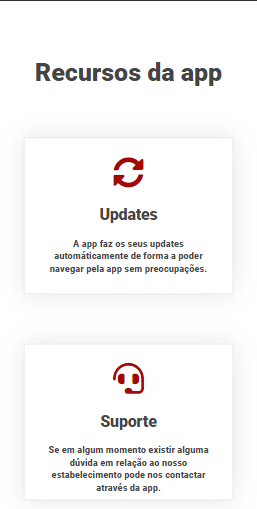 Recursos da app
Updates
A app faz os seus updates
automáticamente de forma a poder
navegar pela app sem preocupações.
Suporte
Se em algum momento existir alguma
dúvida em relação ao nosso
estabelecimento pode nos contactar
através da app.